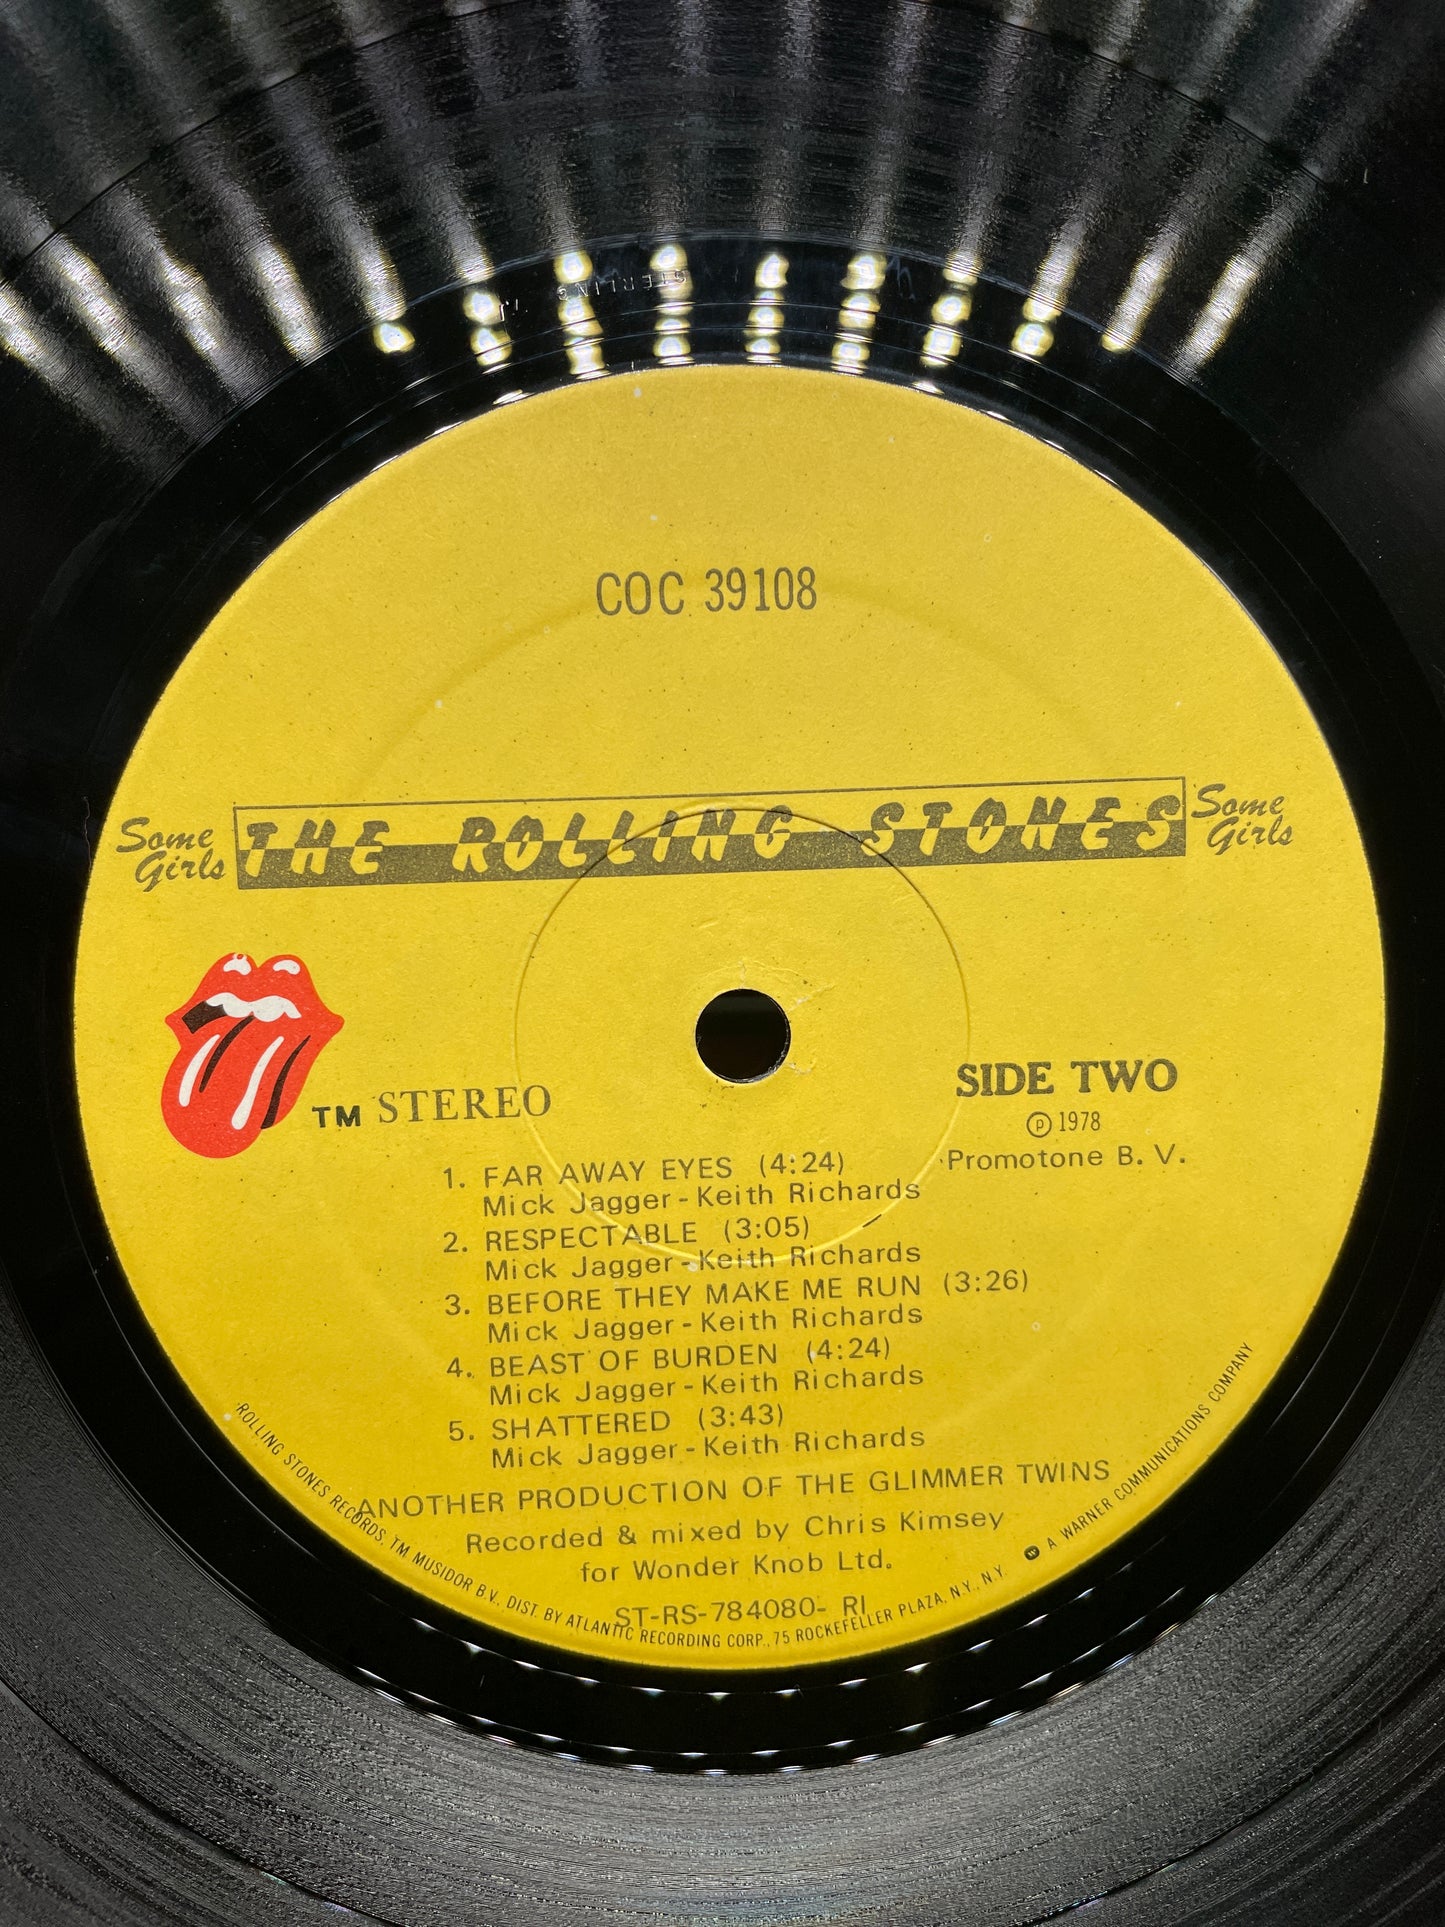 STERLING
COC 39108
Some Girls
THE ROLLING STONES
Some Girls
TM STEREO
SIDE TWO
℗ 1978
Promotone B. V.
1. FAR AWAY EYES (4:24)
Mick Jagger - Keith Richards
2. RESPECTABLE (3:05)
Mick Jagger - Keith Richards
3. BEFORE THEY MAKE ME RUN (3:26)
Mick Jagger - Keith Richards
4. BEAST OF BURDEN (4:24)
Mick Jagger - Keith Richards
5. SHATTERED (3:43)
Mick Jagger - Keith Richards
ANOTHER PRODUCTION OF THE GLIMMER TWINS
Recorded & mixed by Chris Kimsey
for Wonder Knob Ltd.
ST-RS-784080- RI
ROLLING STONES RECORDS, TM MUSIDOR B.V., DIST. BY ATLANTIC RECORDING CORP., 75 ROCKEFELLER PLAZA, N.Y., N.Y. A WARNER COMMUNICATIONS COMPANY